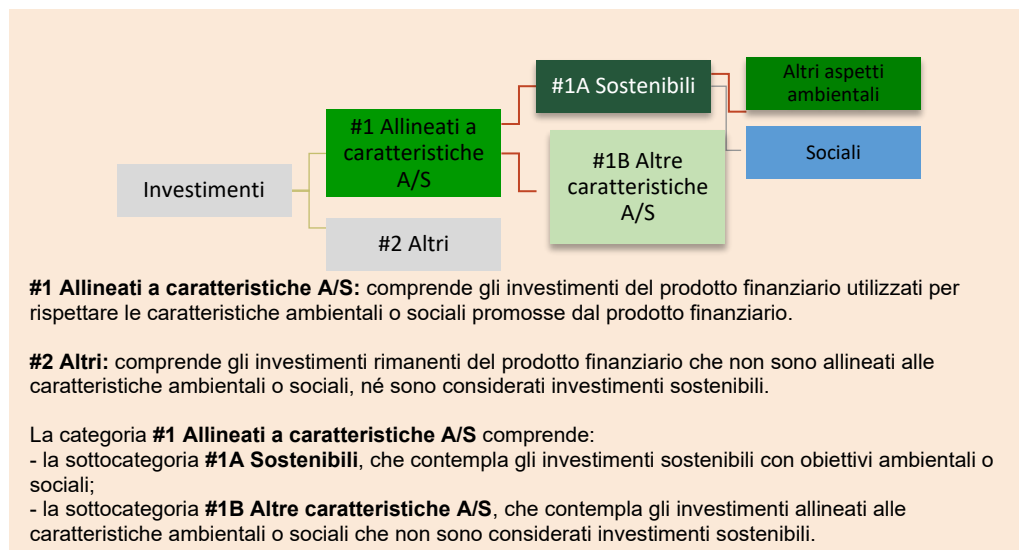 #1A Sostenibili
Altri aspetti
ambientali
#1 Allineati a
caratteristiche
A/S
#1B Altre
caratteristiche
A/S
Sociali
Investimenti
#2 Altri
#1 Allineati a caratteristiche A/S: comprende gli investimenti del prodotto finanziario utilizzati per
rispettare le caratteristiche ambientali o sociali promosse dal prodotto finanziario.
#2 Altri: comprende gli investimenti rimanenti del prodotto finanziario che non sono allineati alle
caratteristiche ambientali o sociali, né sono considerati investimenti sostenibili.
La categoria #1 Allineati a caratteristiche A/S comprende:
- la sottocategoria #1A Sostenibili, che contempla gli investimenti sostenibili con obiettivi ambientali o
sociali;
- la sottocategoria #1B Altre caratteristiche A/S, che contempla gli investimenti allineati alle
caratteristiche ambientali o sociali che non sono considerati investimenti sostenibili.